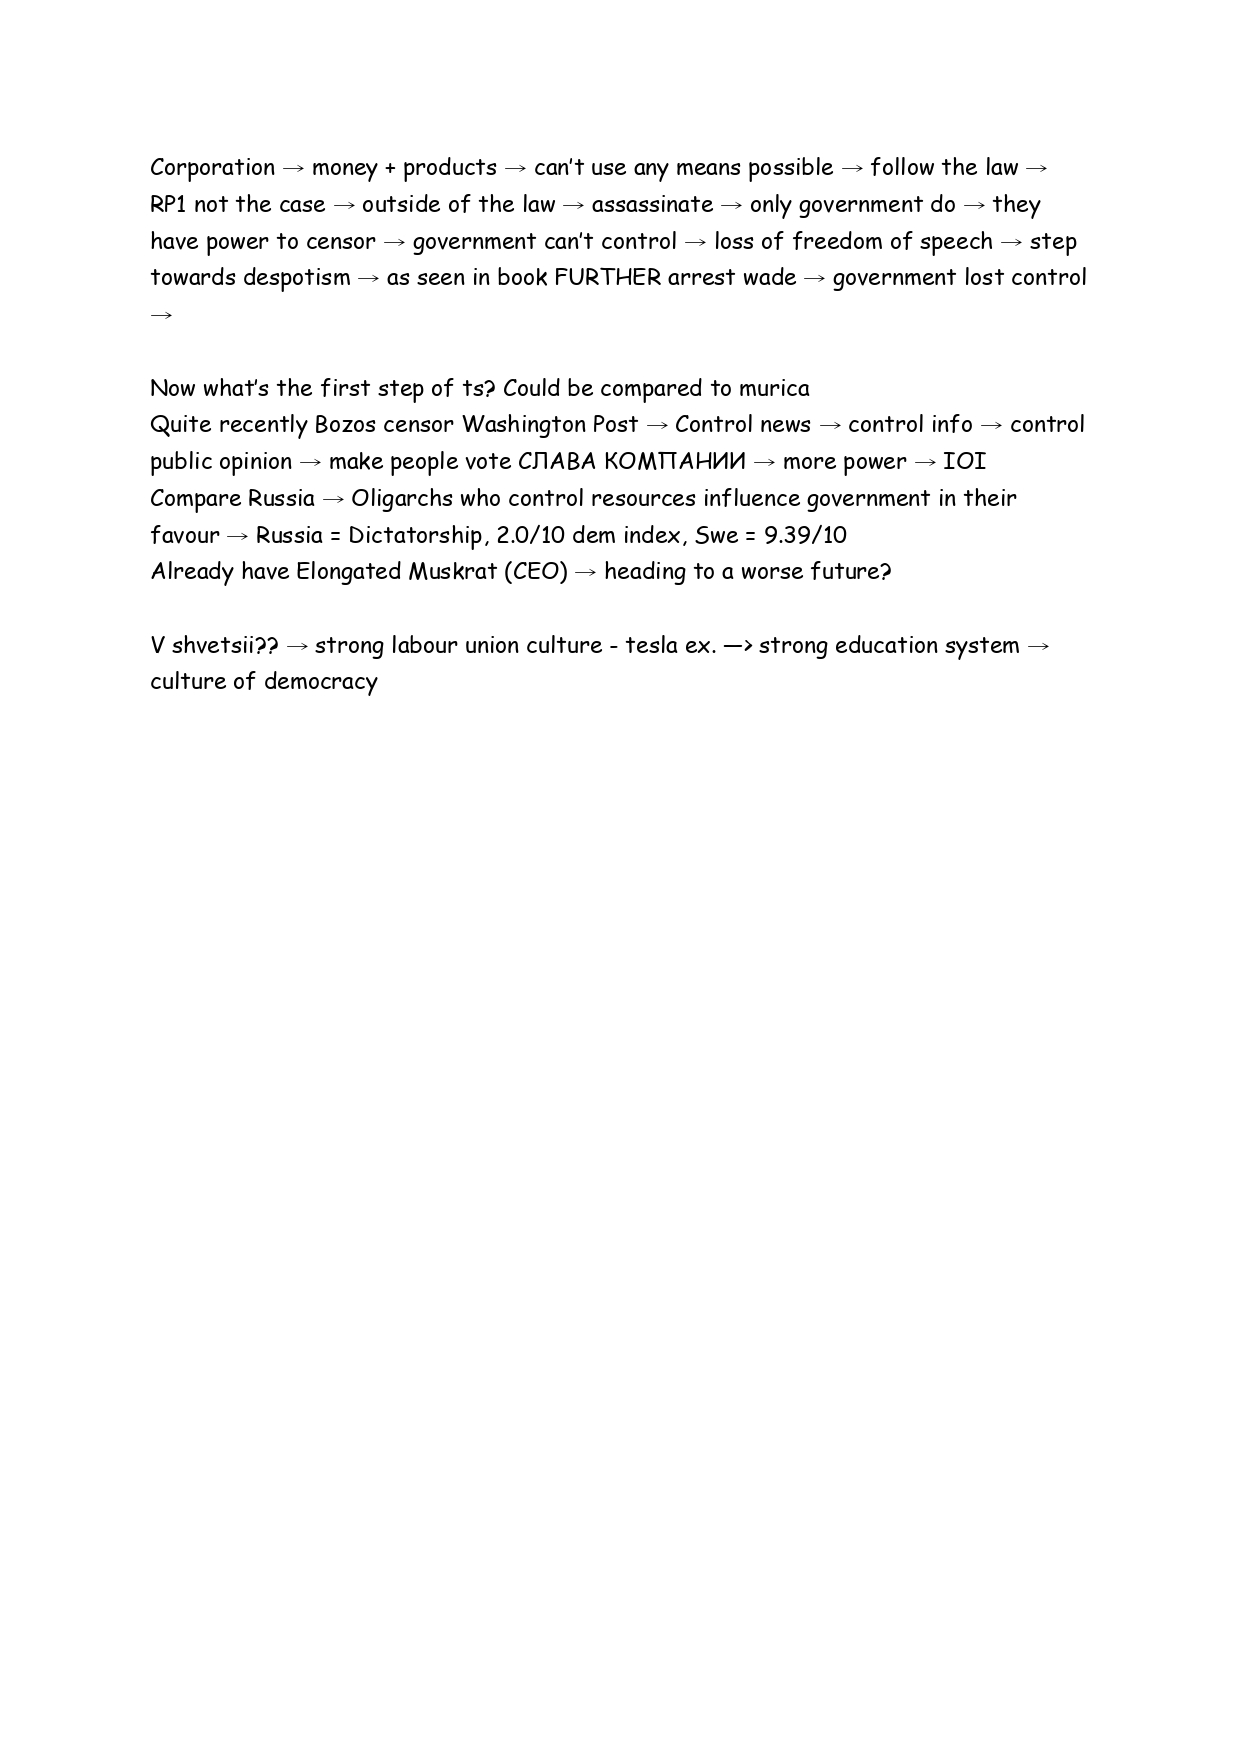 Corporation → money + products → can't use any means possible → follow the law →
RP1 not the case → outside of the law → assassinate → only government do → they
have power to censor → government can't control → loss of freedom of speech → step
towards despotism → as seen in book FURTHER arrest wade → government lost control
→
Now what's the first step of ts? Could be compared to murica
Quite recently Bozos censor Washington Post → Control news → control info → control
public opinion → make people vote СЛАВА КОМПАНИИ → more power → IOI
Compare Russia → Oligarchs who control resources influence government in their
favour → Russia = Dictatorship, 2.0/10 dem index, Swe = 9.39/10
Already have Elongated Muskrat (CEO) → heading to a worse future?
V shvetsii?? → strong labour union culture - tesla ex. —> strong education system →
culture of democracy